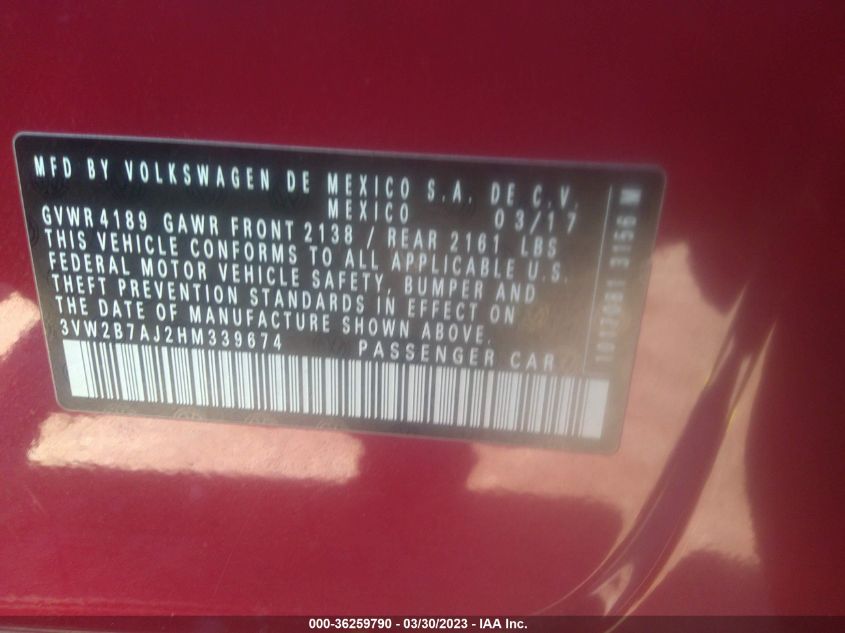 MFD BY VOLKSWAGEN DE MEXICO S.A. DE C.V.
MEXICO 03/17
GVWR 4189 GAWR FRONT 2138 / REAR 2161 LBS
THIS VEHICLE CONFORMS TO ALL APPLICABLE U.S.
FEDERAL MOTOR VEHICLE SAFETY, BUMPER AND
THEFT PREVENTION STANDARDS IN EFFECT ON
THE DATE OF MANUFACTURE SHOWN ABOVE.
3VW2B7AJ2HM339674 PASSENGER CAR
1017081 3156 M
000-36259790 - 03/30/2023 - IAA Inc.